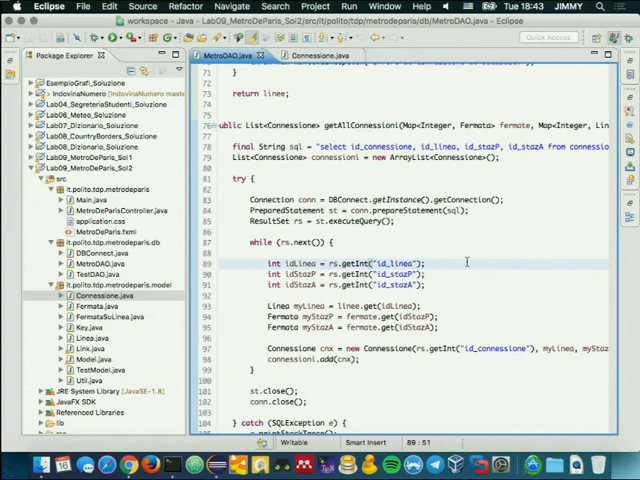 Eclipse File Edit Source Refactor Navigate Search Project Run Window Help Tue 18:43 JIMMY
workspace - Lab09_MetroDeParis_Sol2/src/it/polito/tdp/metrodeparis/db/MetroDAO.java - Eclipse
Quick Access
Package Explorer
EsempioGrafi_Soluzione
> IndovinaNumero [IndovinaNumero
Lab04_SegreteriaStudenti_Soluzione
Lab06_Meteo_Soluzione
Lab07_Dizionario_Soluzione
Lab08_CountryBorders_Soluzione
Lab08_Dizionario_Soluzione
Lab09_MetroDeParis_Sol1
Lab09_MetroDeParis_Sol2
src
it.polito.tdp.metrodeparis
Main.java
MetroDeParisController.java
application.css
MetroDeParis.fxml
it.polito.tdp.metrodeparis.db
DBConnect.java
MetroDAO.java
TestDAO.java
it.polito.tdp.metrodeparis.model
Connessione.java
Fermata.java
FermataSuLinea.java
Key.java
Linea.java
Link.java
Model.java
TestModel.java
Util.java
JRE System Library [JavaSE-1.8]
JavaFX SDK
Referenced Libraries
lib
MetroDAO.java Connessione.java
71
72 }
73
74 return linee;
75
76 ublic List<Connessione> getAllConnessioni(Map<Integer, Fermata> fermate, Map<Integer, Lin
77
78 final String sql = "select id_connessione, id_linea, id_stazP, id_stazA from connessione
79 List<Connessione> connessioni = new ArrayList<Connessione>();
80
81 try {
82
83 Connection conn = DBConnect.getInstance().getConnection();
84 PreparedStatement st = conn.prepareStatement(sql);
85 ResultSet rs = st.executeQuery();
86
87 while (rs.next()) {
88
89 int idLinea = rs.getInt("id_linea");
90 int idStazP = rs.getInt("id_stazP");
91 int idStazA = rs.getInt("id_stazA");
92
93 Linea myLinea = linee.get(idLinea);
94 Fermata myStazP = fermate.get(idStazP);
95 Fermata myStazA = fermate.get(idStazA);
96
97 Connessione cnx = new Connessione(rs.getInt("id_connessione"), myLinea, mySta
98 connessioni.add(cnx);
99 }
100
101 st.close();
102 conn.close();
103
104 } catch (SQLException e) {
e.printStackTrace();
Writable Smart Insert 89 : 51